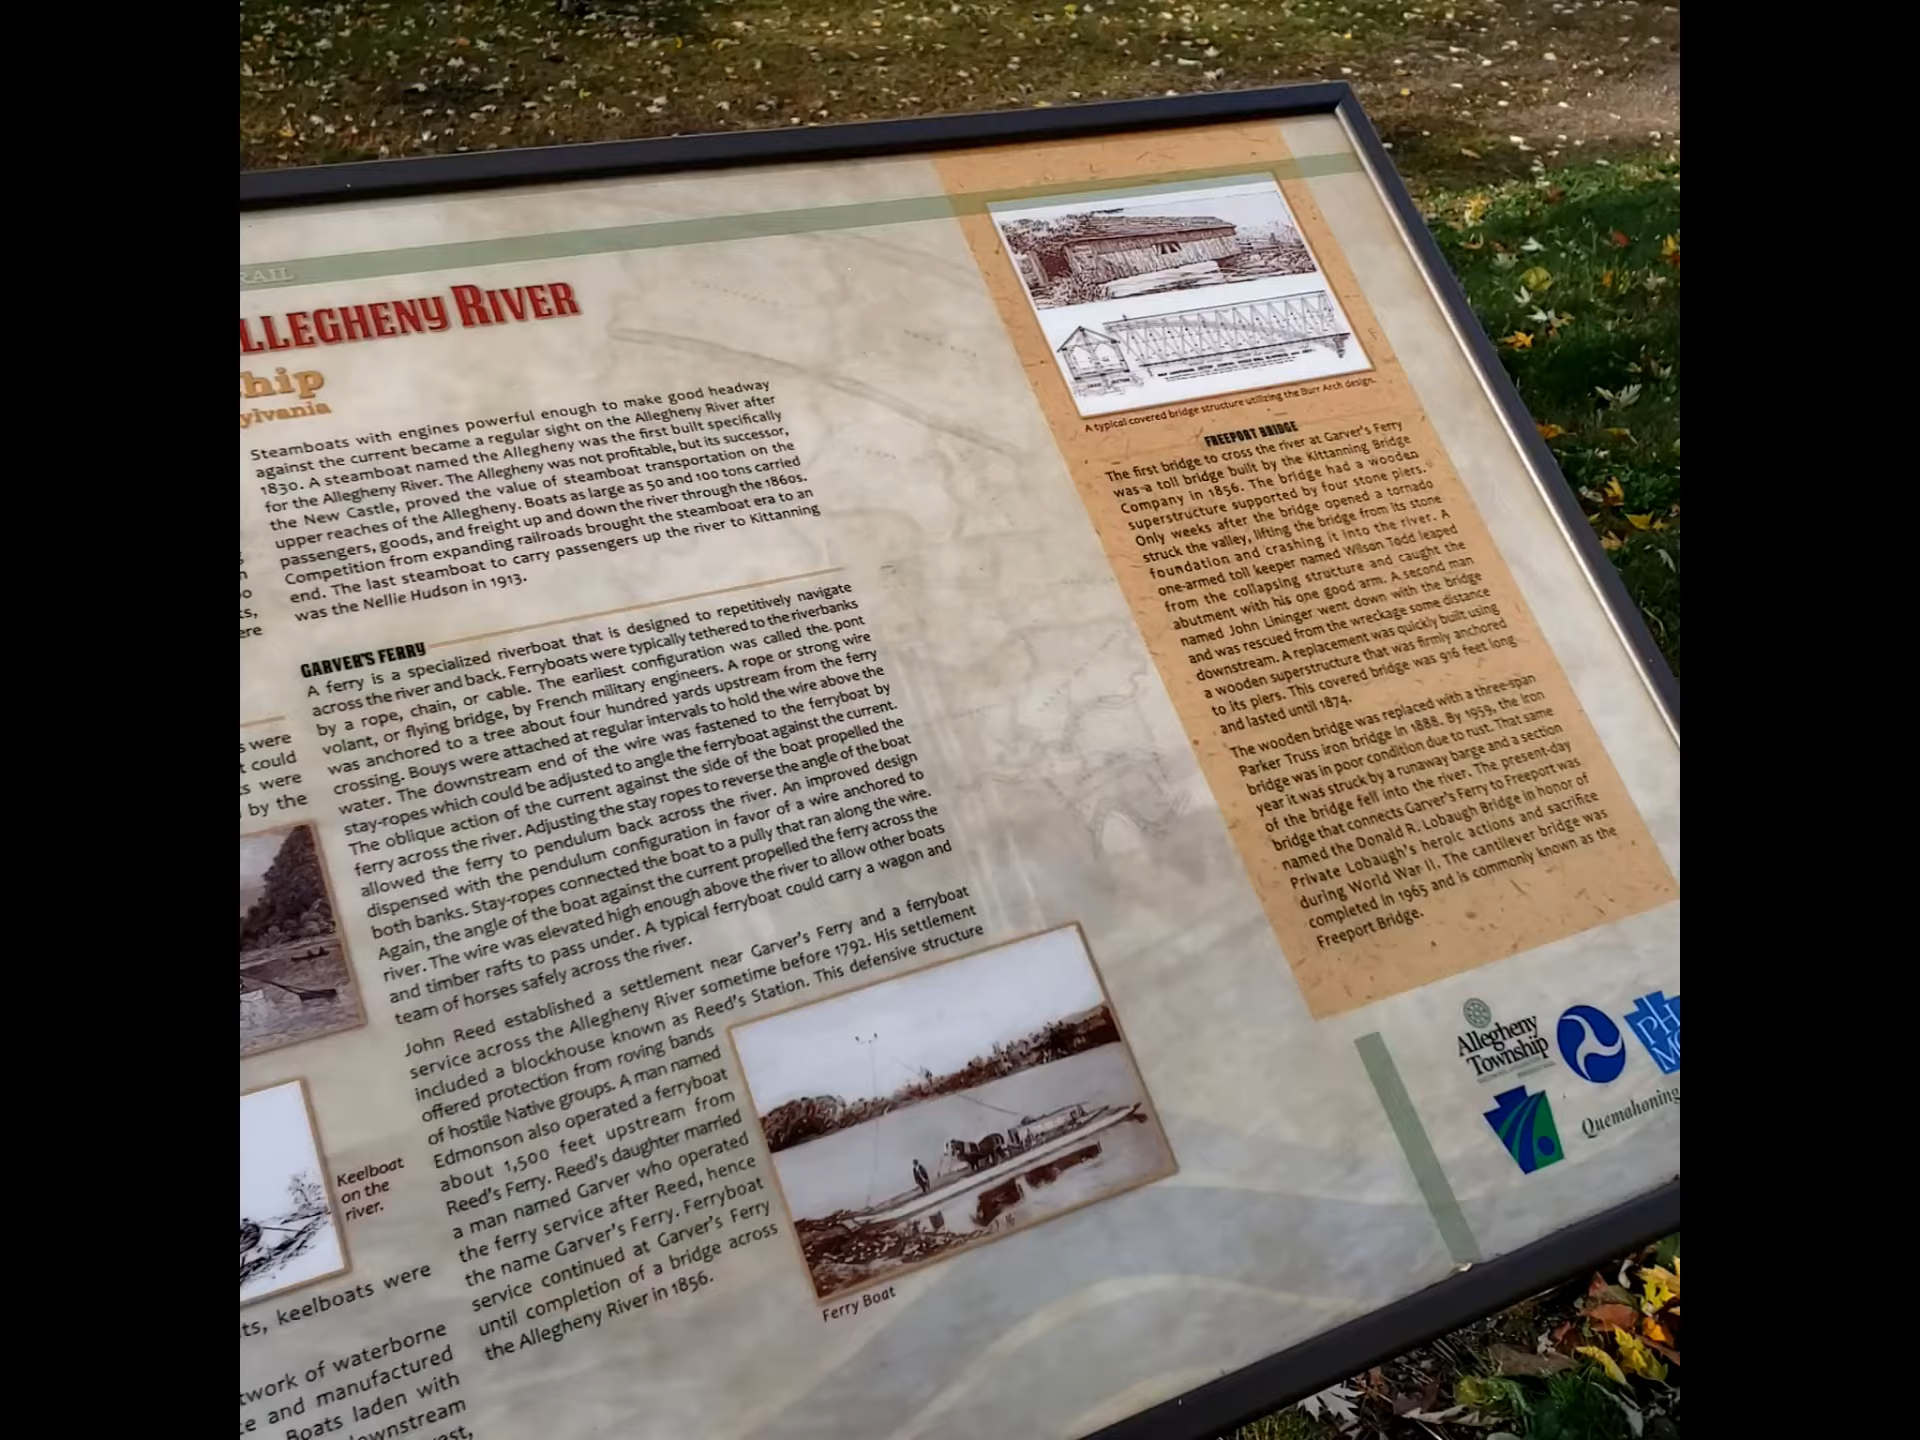 RAIL
LLEGHENY RIVER
hip
ylvania
Steamboats with engines powerful enough to make good headway
against the current became a regular sight on the Allegheny River after
1830. A steamboat named the Allegheny was the first built specifically
for the Allegheny River. The Allegheny was not profitable, but its successor,
the New Castle, proved the value of steamboat transportation on the
upper reaches of the Allegheny. Boats as large as 50 and 100 tons carried
passengers, goods, and freight up and down the river through the 1860s.
Competition from expanding railroads brought the steamboat era to an
end. The last steamboat to carry passengers up the river to Kittanning
was the Nellie Hudson in 1913.
ts,
ere
s were
t could
s were
by the
GARVER'S FERRY
A ferry is a specialized riverboat that is designed to repetitively navigate
across the river and back. Ferryboats were typically tethered to the riverbanks
by a rope, chain, or cable. The earliest configuration was called the pont
volant, or flying bridge, by French military engineers. A rope or strong wire
was anchored to a tree about four hundred yards upstream from the ferry
crossing. Bouys were attached at regular intervals to hold the wire above the
water. The downstream end of the wire was fastened to the ferryboat by
stay-ropes which could be adjusted to angle the ferryboat against the current.
The oblique action of the current against the side of the boat propelled the
ferry across the river. Adjusting the stay ropes to reverse the angle of the boat
allowed the ferry to pendulum back across the river. An improved design
dispensed with the pendulum configuration in favor of a wire anchored to
both banks. Stay-ropes connected the boat to a pully that ran along the wire.
Again, the angle of the boat against the current propelled the ferry across the
river. The wire was elevated high enough above the river to allow other boats
and timber rafts to pass under. A typical ferryboat could carry a wagon and
team of horses safely across the river.
John Reed established a settlement near Garver's Ferry and a ferryboat
service across the Allegheny River sometime before 1792. His settlement
included a blockhouse known as Reed's Station. This defensive structure
offered protection from roving bands
of hostile Native groups. A man named
Edmonson also operated a ferryboat
about 1,500 feet upstream from
Reed's Ferry. Reed's daughter married
a man named Garver who operated
the ferry service after Reed, hence
the name Garver's Ferry. Ferryboat
service continued at Garver's Ferry
until completion of a bridge across
the Allegheny River in 1856.
Keelboat
on the
river.
ts, keelboats were
twork of waterborne
te and manufactured
Boats laden with
ownstream
est,
Ferry Boat
A typical covered bridge structure utilizing the Burr Arch design.
FREEPORT BRIDGE
The first bridge to cross the river at Garver's Ferry
was a toll bridge built by the Kittanning Bridge
Company in 1856. The bridge had a wooden
superstructure supported by four stone piers.
Only weeks after the bridge opened a tornado
struck the valley, lifting the bridge from its stone
foundation and crashing it into the river. A
one-armed toll keeper named Wilson Todd leaped
from the collapsing structure and caught the
abutment with his one good arm. A second man
named John Lininger went down with the bridge
and was rescued from the wreckage some distance
downstream. A replacement was quickly built using
a wooden superstructure that was firmly anchored
to its piers. This covered bridge was 916 feet long
and lasted until 1874.
The wooden bridge was replaced with a three-span
Parker Truss iron bridge in 1888. By 1959, the iron
bridge was in poor condition due to rust. That same
year it was struck by a runaway barge and a section
of the bridge fell into the river. The present-day
bridge that connects Garver's Ferry to Freeport was
named the Donald R. Lobaugh Bridge in honor of
Private Lobaugh's heroic actions and sacrifice
during World War II. The cantilever bridge was
completed in 1965 and is commonly known as the
Freeport Bridge.
Allegheny
Township
PH
M
Quemahoning